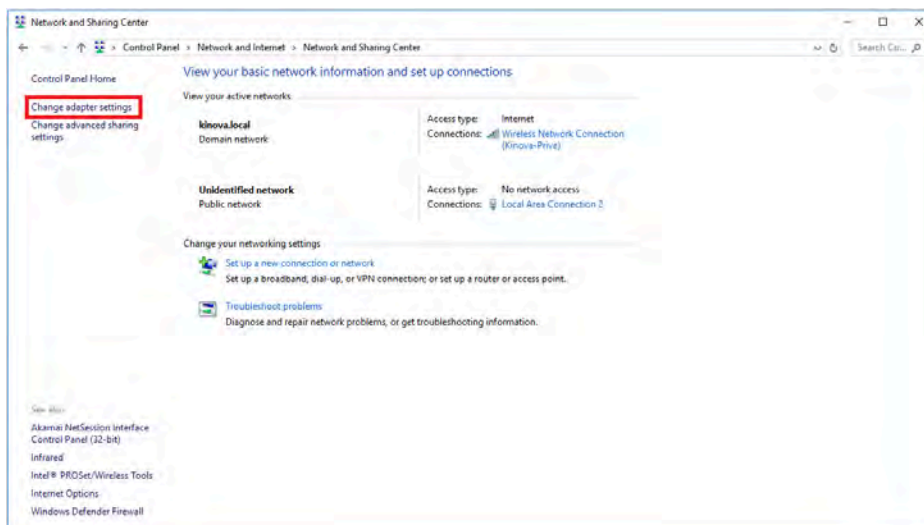 Network and Sharing Center
Control Panel > Network and Internet > Network and Sharing Center
Search Co...
Control Panel Home
Change adapter settings
Change advanced sharing
settings
View your basic network information and set up connections
View your active networks
kinova.local
Domain network
Access type: Internet
Connections: Wireless Network Connection
(Kinova-Prive)
Unidentified network
Public network
Access type: No network access
Connections: Local Area Connection 2
Change your networking settings
Set up a new connection or network
Set up a broadband, dial-up, or VPN connection; or set up a router or access point.
Troubleshoot problems
Diagnose and repair network problems, or get troubleshooting information.
See also
Akamai NetSession Interface
Control Panel (32-bit)
Infrared
Intel® PROSet/Wireless Tools
Internet Options
Windows Defender Firewall